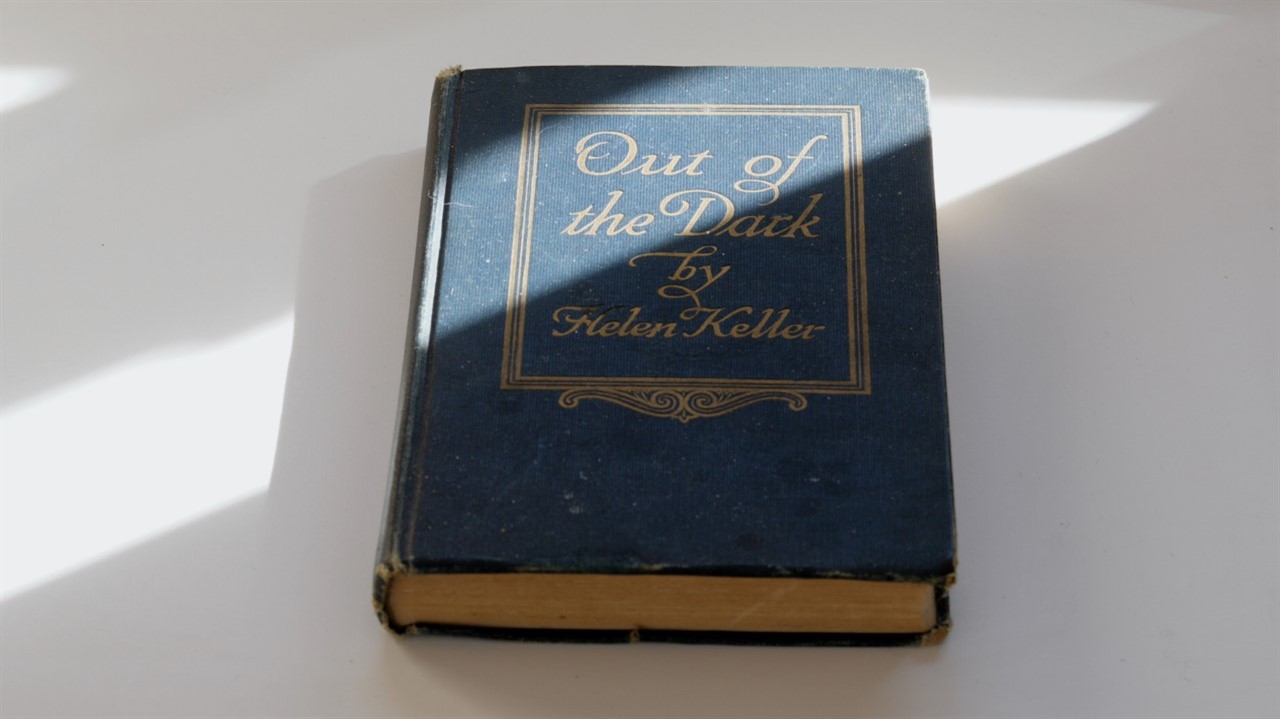 Out of
the Dark
by
Helen Keller